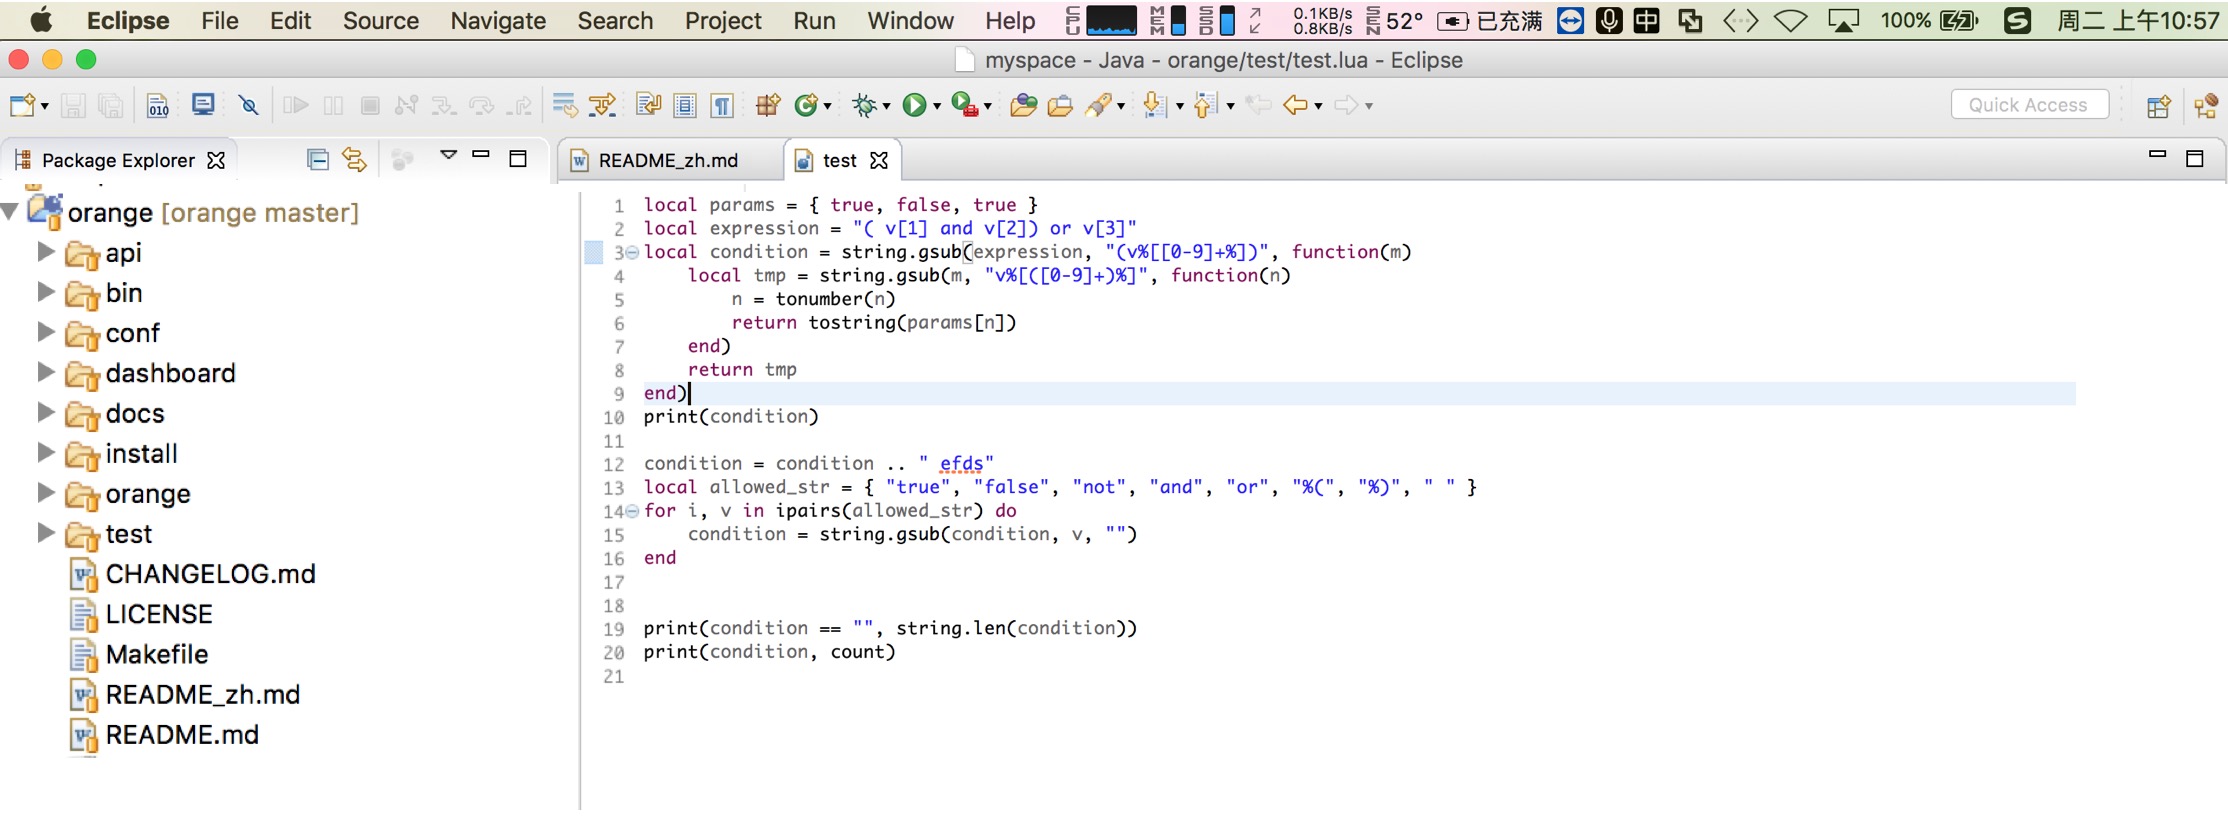 Eclipse File Edit Source Navigate Search Project Run Window Help CPU MEM SSD 0.1KB/s 0.8KB/s SEN 52° 已充满 中 100% 周二 上午10:57
myspace - Java - orange/test/test.lua - Eclipse
Quick Access
Package Explorer
README_zh.md test
orange [orange master]
api
bin
conf
dashboard
docs
install
orange
test
CHANGELOG.md
LICENSE
Makefile
README_zh.md
README.md
1 local params = { true, false, true }
2 local expression = "( v[1] and v[2]) or v[3]"
3 local condition = string.gsub(expression, "(v%[[0-9]+%])", function(m)
4     local tmp = string.gsub(m, "v%[([0-9]+)%]", function(n)
5         n = tonumber(n)
6         return tostring(params[n])
7     end)
8     return tmp
9 end)
10 print(condition)
11
12 condition = condition .. " efds"
13 local allowed_str = { "true", "false", "not", "and", "or", "%(", "%)", " " }
14 for i, v in ipairs(allowed_str) do
15     condition = string.gsub(condition, v, "")
16 end
17
18
19 print(condition == "", string.len(condition))
20 print(condition, count)
21